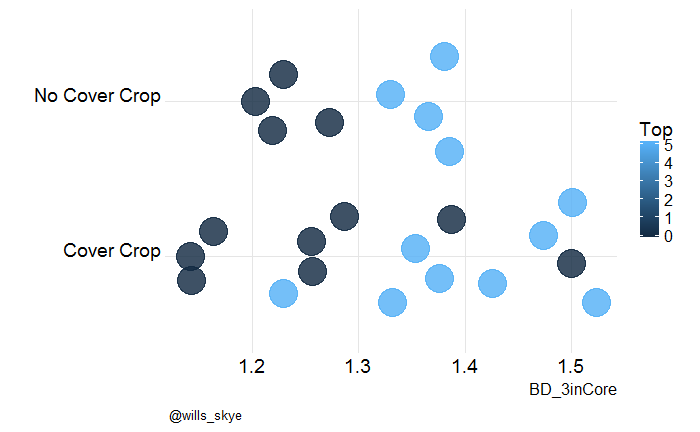 No Cover Crop
Cover Crop
1.2 1.3 1.4 1.5
BD_3inCore
Top
5
4
3
2
1
0
@wills_skye